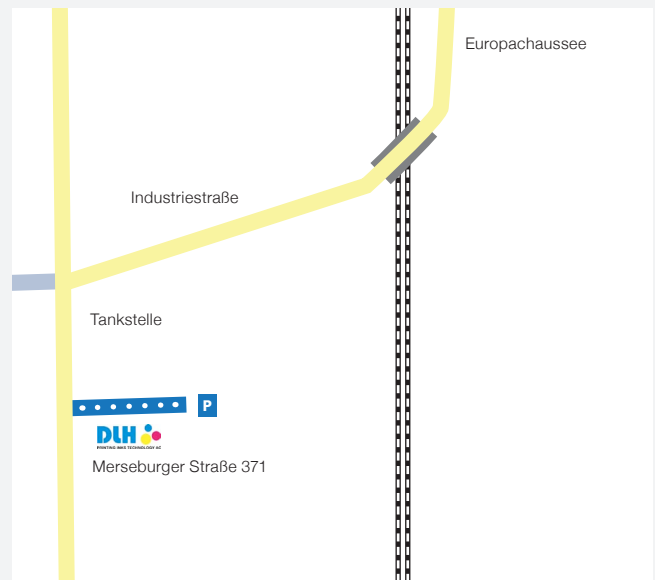 Europachaussee
Industriestraße
Tankstelle
P
DLH
PRINTING INKS TECHNOLOGY AG
Merseburger Straße 371